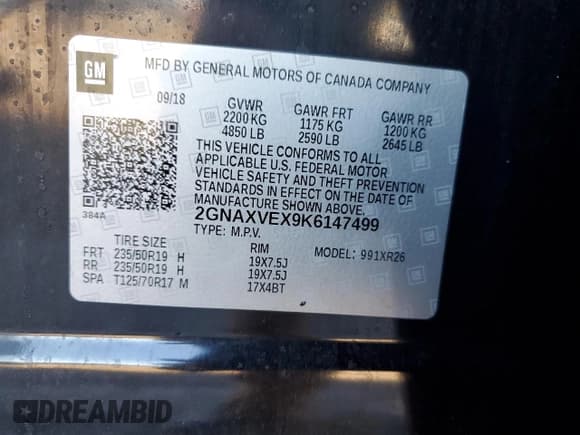 GM
MFD BY GENERAL MOTORS OF CANADA COMPANY
09/18 GVWR GAWR FRT GAWR RR
2200 KG 1175 KG 1200 KG
4850 LB 2590 LB 2645 LB
THIS VEHICLE CONFORMS TO ALL
APPLICABLE U.S. FEDERAL MOTOR
VEHICLE SAFETY AND THEFT PREVENTION
STANDARDS IN EFFECT ON THE DATE OF
MANUFACTURE SHOWN ABOVE.
384A 2GNAXVEX9K6147499
TYPE: M.P.V.
TIRE SIZE RIM MODEL: 991XR26
FRT 235/50R19 H 19X7.5J
RR 235/50R19 H 19X7.5J
SPA T125/70R17 M 17X4BT
DREAMBID